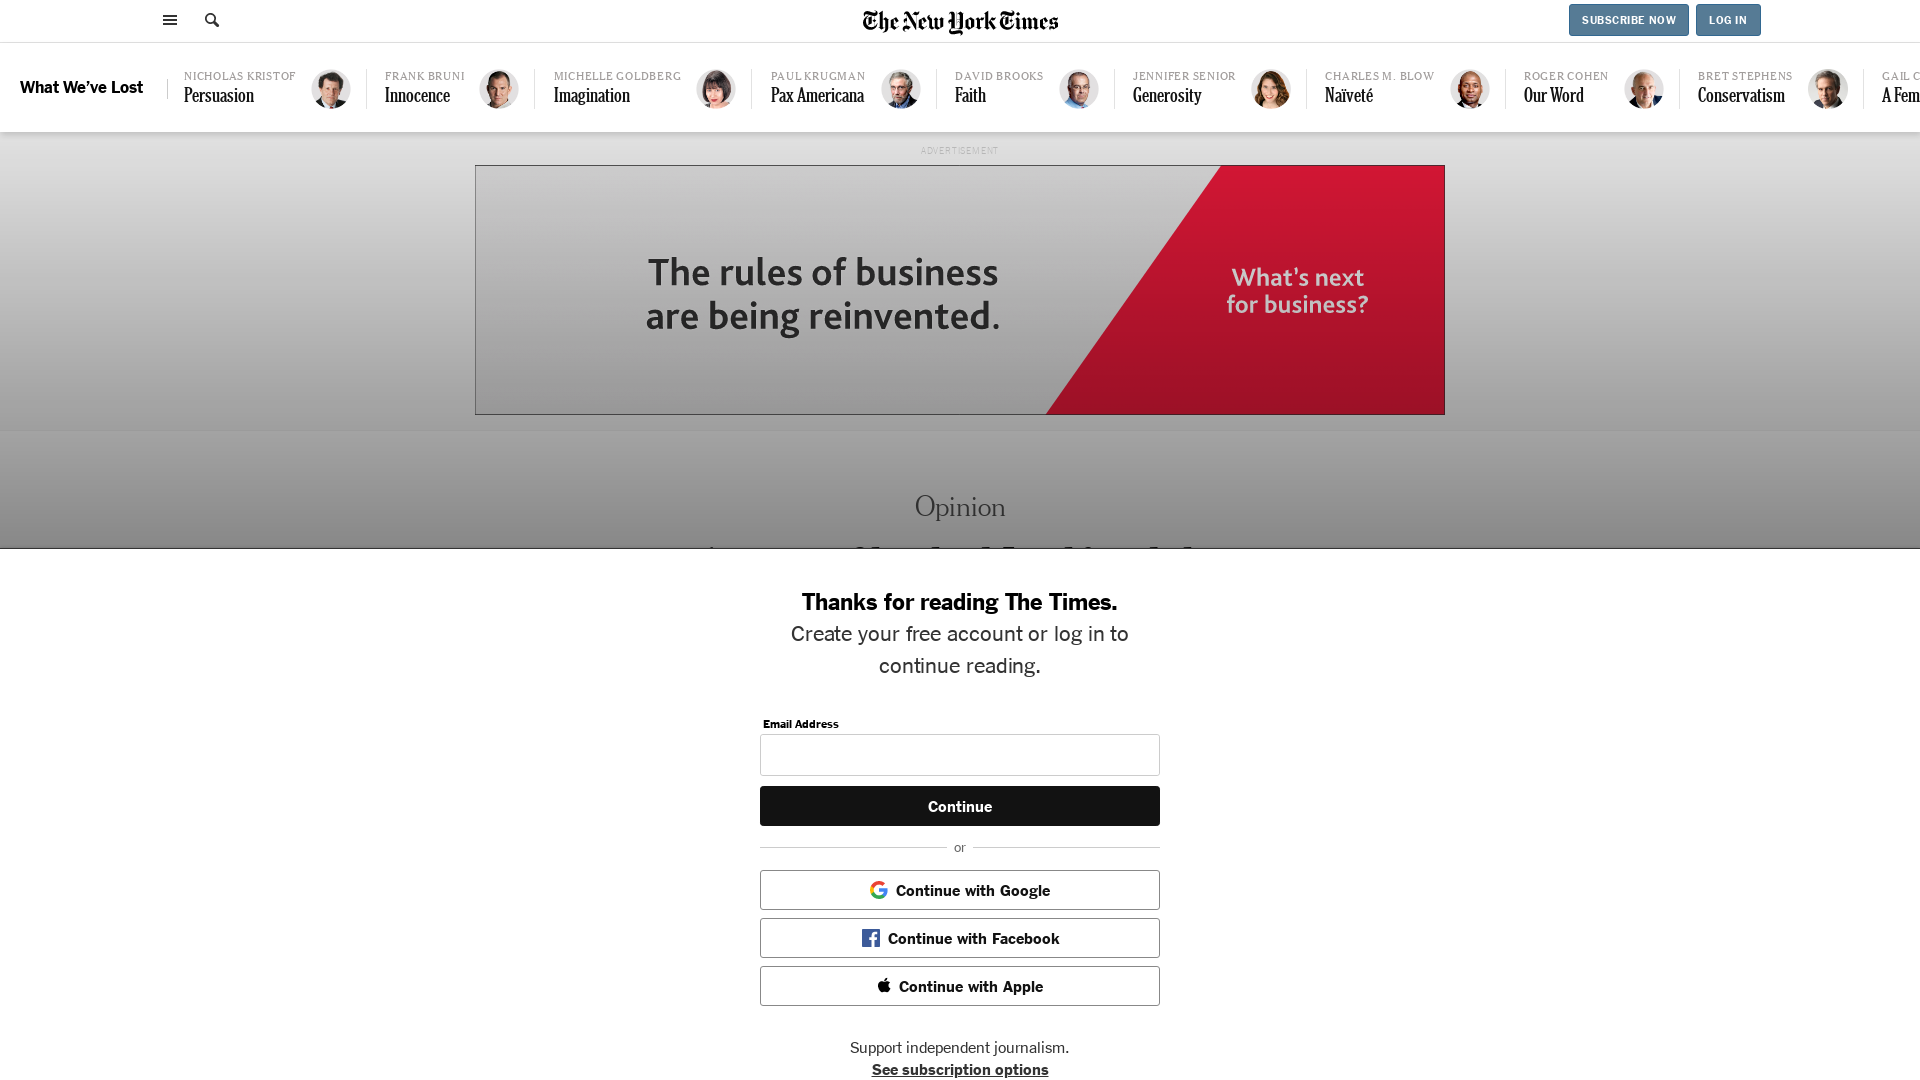 The New York Times
SUBSCRIBE NOW
LOG IN
What We’ve Lost
NICHOLAS KRISTOF
Persuasion
FRANK BRUNI
Innocence
MICHELLE GOLDBERG
Imagination
PAUL KRUGMAN
Pax Americana
DAVID BROOKS
Faith
JENNIFER SENIOR
Generosity
CHARLES M. BLOW
Naïveté
ROGER COHEN
Our Word
BRET STEPHENS
Conservatism
GAIL C
A Fem
ADVERTISEMENT
The rules of business
are being reinvented.
What’s next
for business?
Opinion
Thanks for reading The Times.
Create your free account or log in to
continue reading.
Email Address
Continue
or
Continue with Google
Continue with Facebook
Continue with Apple
Support independent journalism.
See subscription options